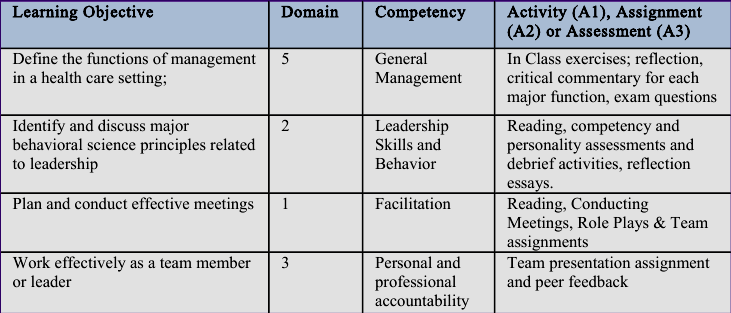 Learning Objective Domain Competency Activity (A1), Assignment
(A2) or Assessment (A3)
Define the functions of management
in a health care setting;
5
General
Management
In Class exercises; reflection,
critical commentary for each
major function, exam questions
Identify and discuss major
behavioral science principles related
to leadership
2
Leadership
Skills and
Behavior
Reading, competency and
personality assessments and
debrief activities, reflection
essays.
Plan and conduct effective meetings
1
Facilitation
Reading, Conducting
Meetings, Role Plays & Team
assignments
Work effectively as a team member
or leader
3
Personal and
professional
accountability
Team presentation assignment
and peer feedback